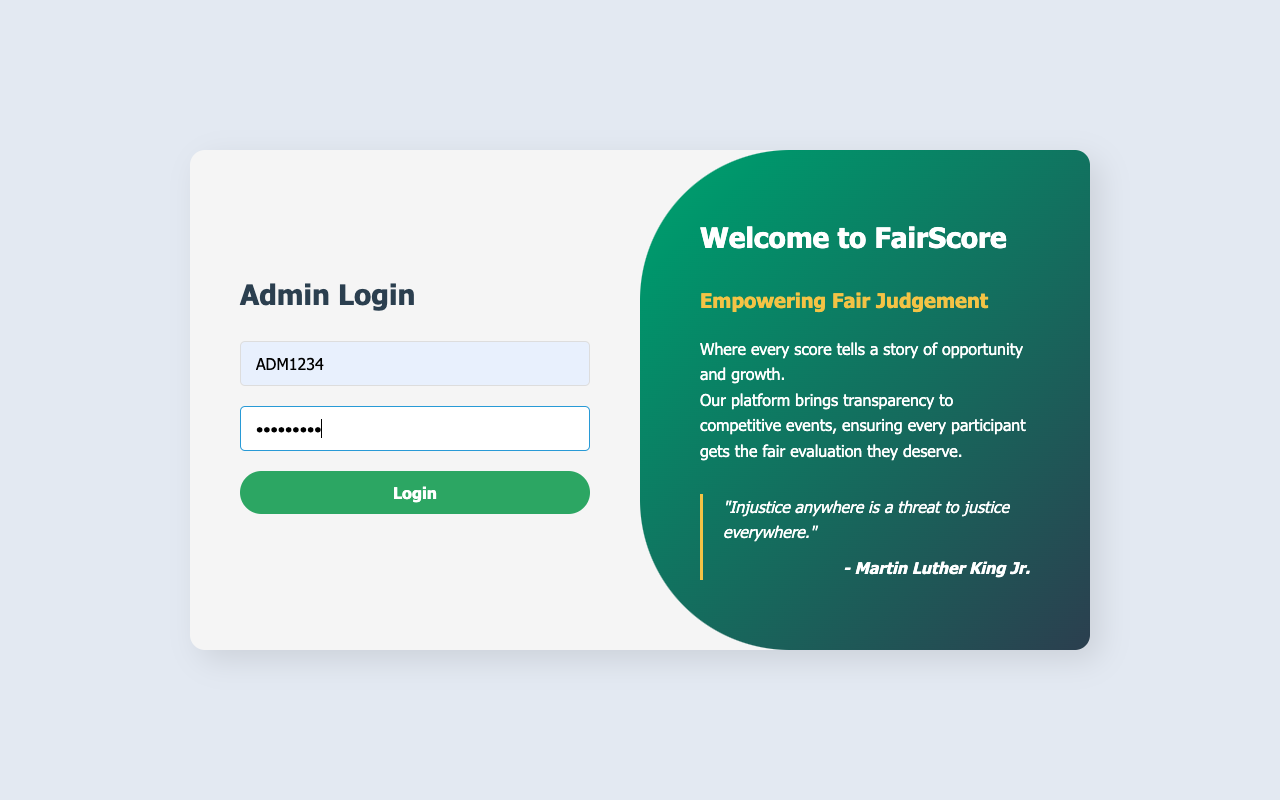 Admin Login
ADM1234
•••••••••
Login
Welcome to FairScore
Empowering Fair Judgement
Where every score tells a story of opportunity
and growth.
Our platform brings transparency to
competitive events, ensuring every participant
gets the fair evaluation they deserve.
"Injustice anywhere is a threat to justice
everywhere."
- Martin Luther King Jr.